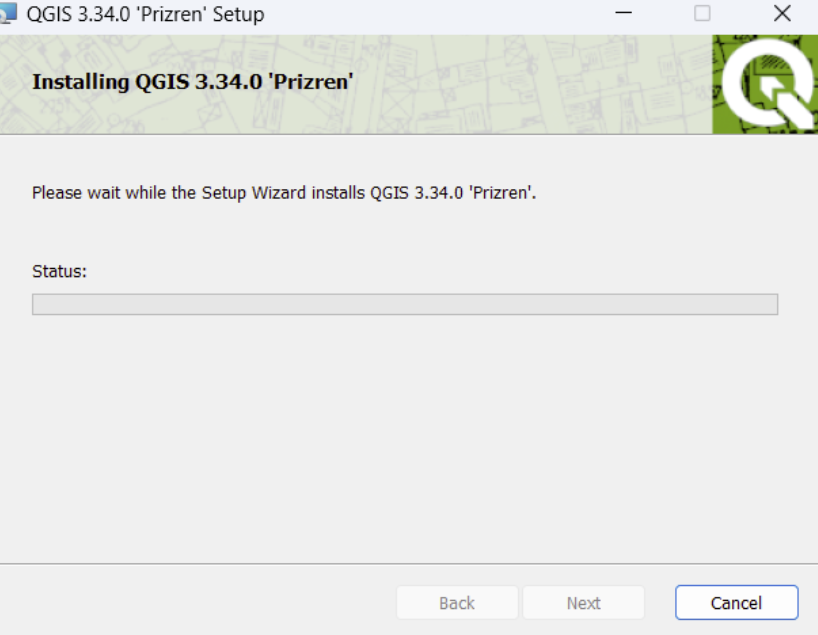 QGIS 3.34.0 'Prizren' Setup
Installing QGIS 3.34.0 'Prizren'
Please wait while the Setup Wizard installs QGIS 3.34.0 'Prizren'.
Status:
Back
Next
Cancel